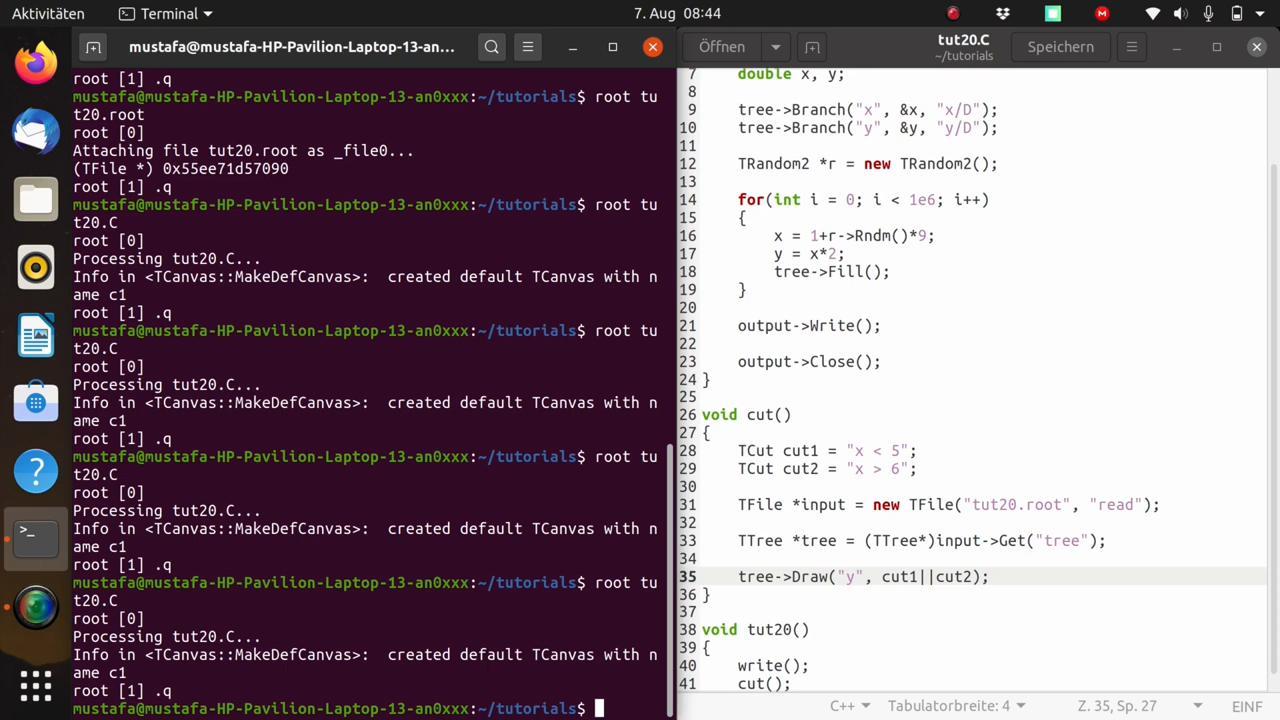 Aktivitäten
Terminal
7. Aug 08:44
mustafa@mustafa-HP-Pavilion-Laptop-13-an...
root [1] .q
mustafa@mustafa-HP-Pavilion-Laptop-13-an0xxx:~/tutorials$ root tu
t20.root
root [0]
Attaching file tut20.root as _file0...
(TFile *) 0x55ee71d57090
root [1] .q
mustafa@mustafa-HP-Pavilion-Laptop-13-an0xxx:~/tutorials$ root tu
t20.C
root [0]
Processing tut20.C...
Info in <TCanvas::MakeDefCanvas>:  created default TCanvas with n
ame c1
root [1] .q
mustafa@mustafa-HP-Pavilion-Laptop-13-an0xxx:~/tutorials$ root tu
t20.C
root [0]
Processing tut20.C...
Info in <TCanvas::MakeDefCanvas>:  created default TCanvas with n
ame c1
root [1] .q
mustafa@mustafa-HP-Pavilion-Laptop-13-an0xxx:~/tutorials$ root tu
t20.C
root [0]
Processing tut20.C...
Info in <TCanvas::MakeDefCanvas>:  created default TCanvas with n
ame c1
root [1] .q
mustafa@mustafa-HP-Pavilion-Laptop-13-an0xxx:~/tutorials$ root tu
t20.C
root [0]
Processing tut20.C...
Info in <TCanvas::MakeDefCanvas>:  created default TCanvas with n
ame c1
root [1] .q
mustafa@mustafa-HP-Pavilion-Laptop-13-an0xxx:~/tutorials$
Öffnen
tut20.C
~/tutorials
Speichern
7 double x, y;
8
9 tree->Branch("x", &x, "x/D");
10 tree->Branch("y", &y, "y/D");
11
12 TRandom2 *r = new TRandom2();
13
14 for(int i = 0; i < 1e6; i++)
15 {
16 x = 1+r->Rndm()*9;
17 y = x*2;
18 tree->Fill();
19 }
20
21 output->Write();
22
23 output->Close();
24 }
25
26 void cut()
27 {
28 TCut cut1 = "x < 5";
29 TCut cut2 = "x > 6";
30
31 TFile *input = new TFile("tut20.root", "read");
32
33 TTree *tree = (TTree*)input->Get("tree");
34
35 tree->Draw("y", cut1||cut2);
36 }
37
38 void tut20()
39 {
40 write();
41 cut();
C++
Tabulatorbreite: 4
Z. 35, Sp. 27
EINF